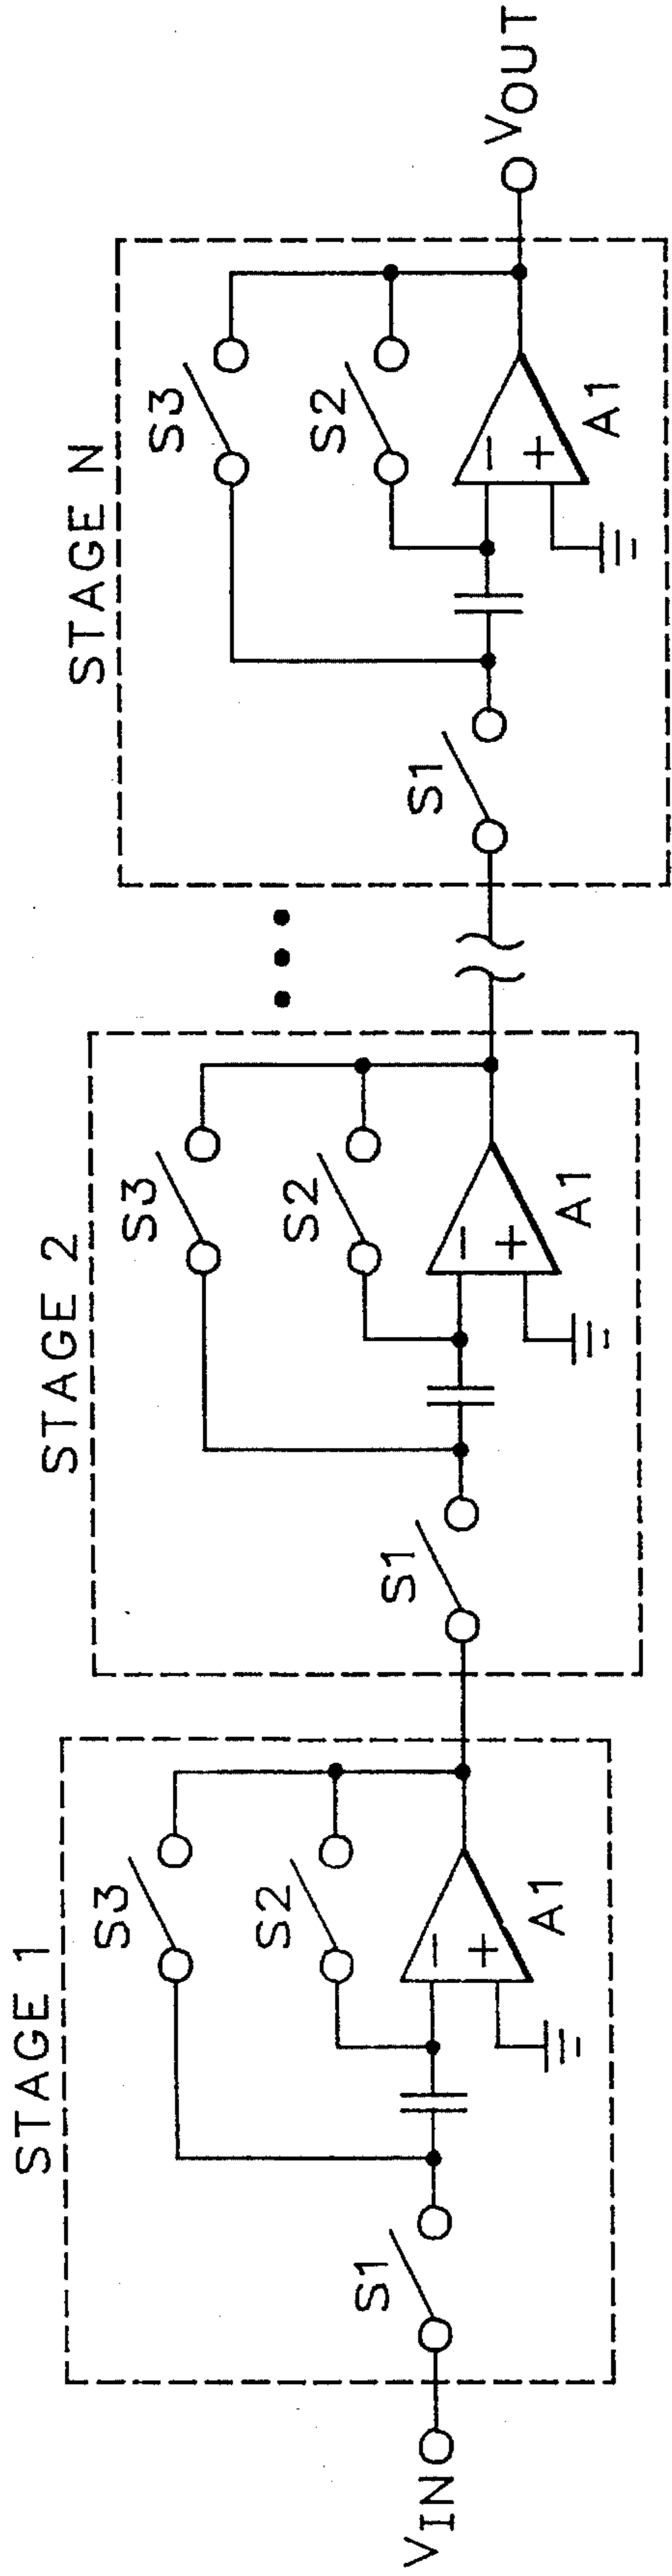 STAGE 1
S3
S2
S1
−
+
A1
VIN
STAGE 2
S3
S2
S1
−
+
A1
STAGE N
S3
S2
S1
−
+
A1
VOUT